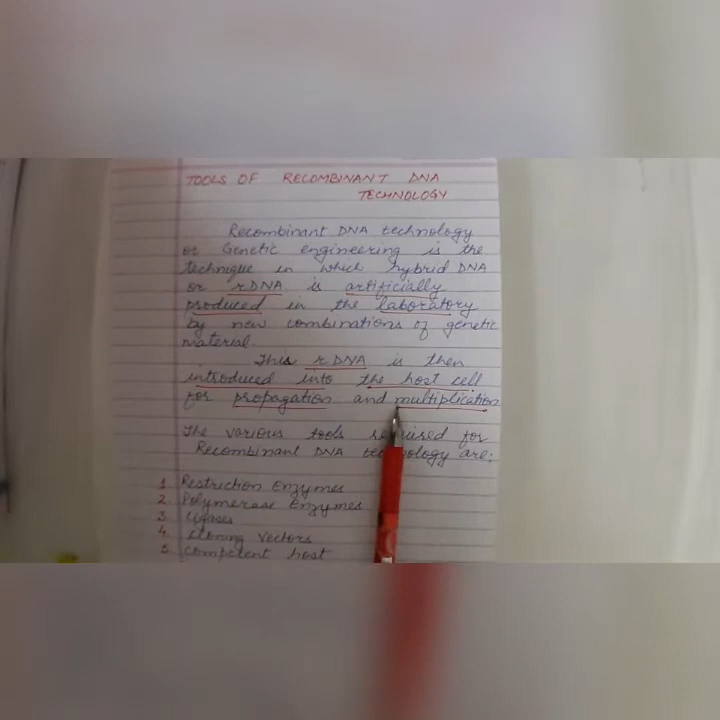 TOOLS OF RECOMBINANT DNA
TECHNOLOGY
Recombinant DNA technology
or Genetic engineering is the
technique in which hybrid DNA
or rDNA is artificially
produced in the laboratory
by new combinations of genetic
material.
This rDNA is then
introduced into the host cell
for propagation and multiplication
The various tools required for
Recombinant DNA technology are:
1 Restriction Enzymes
2. Polymerase Enzymes
3. Ligases
4. Cloning Vectors
5. Competent host